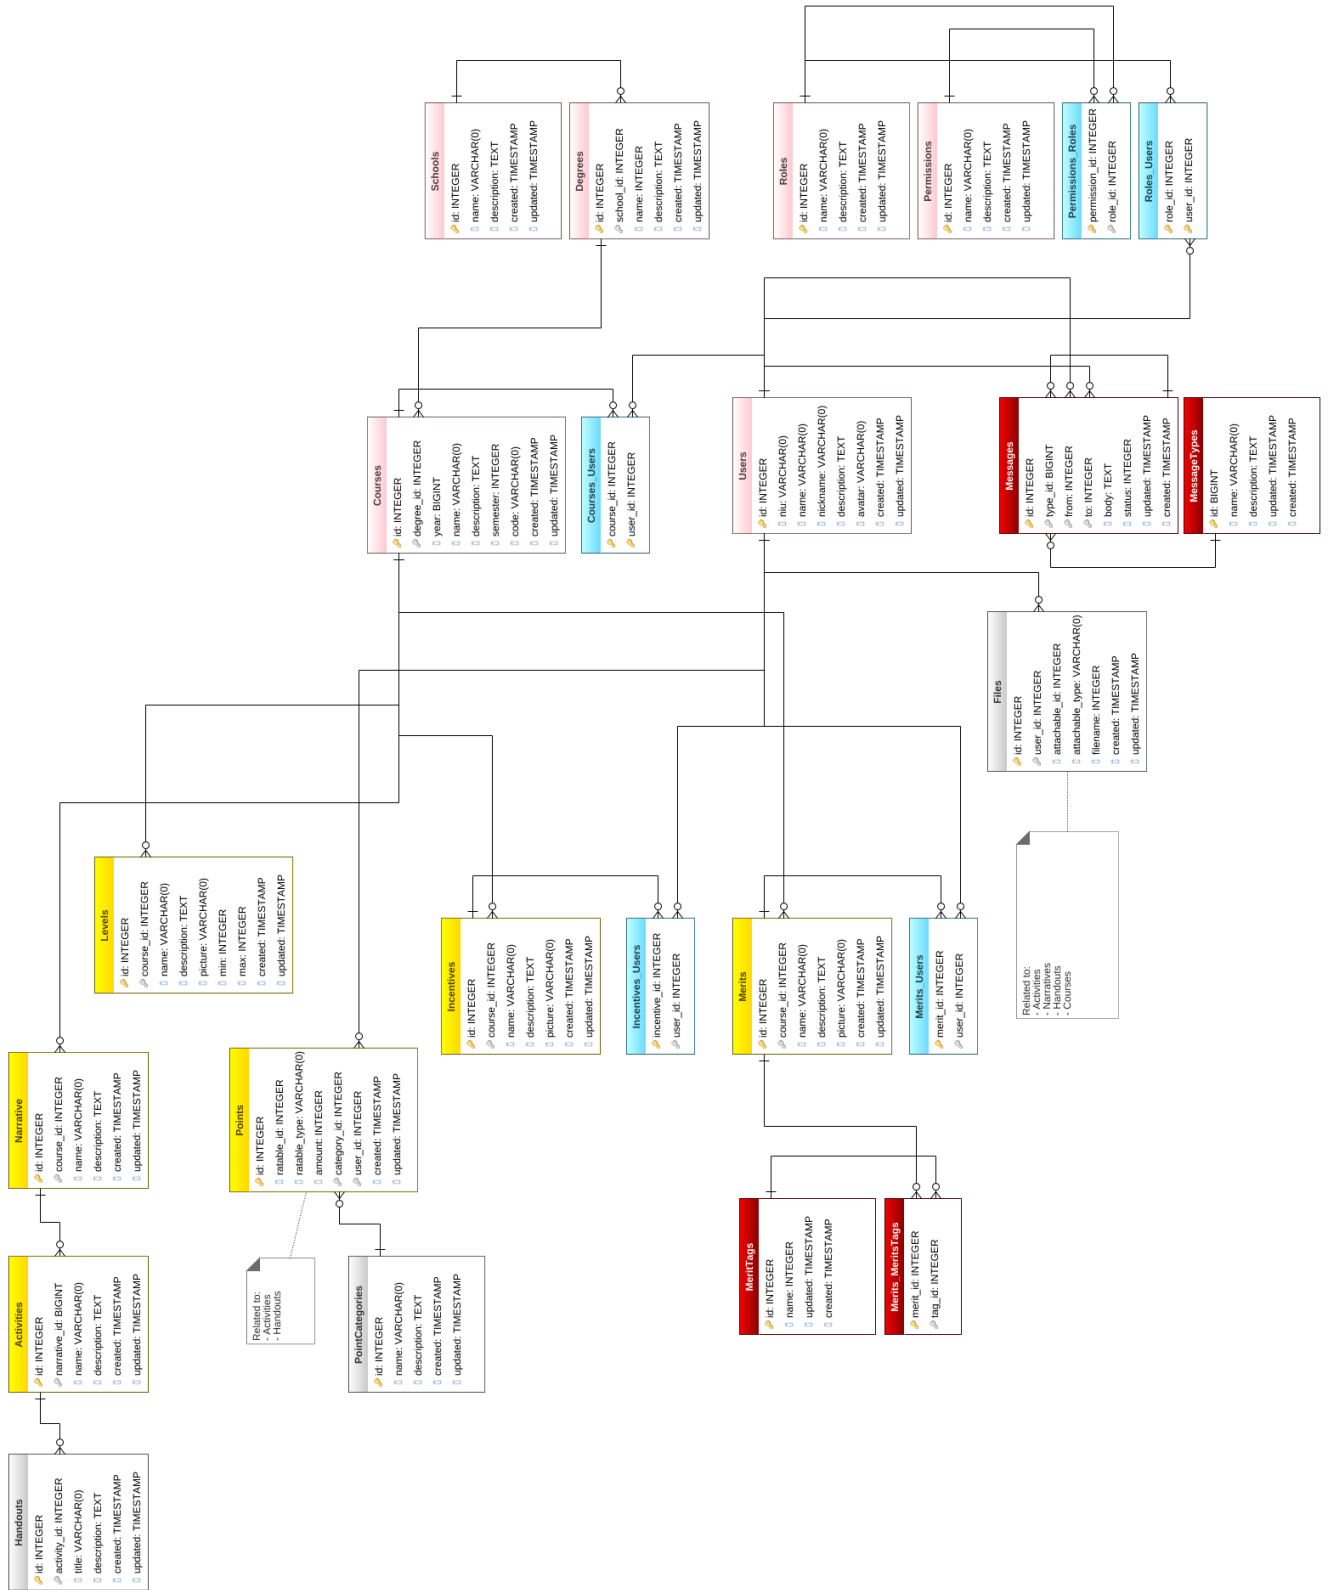 Schools
id: INTEGER
name: VARCHAR(0)
description: TEXT
created: TIMESTAMP
updated: TIMESTAMP
Degrees
id: INTEGER
school_id: INTEGER
name: INTEGER
description: TEXT
created: TIMESTAMP
updated: TIMESTAMP
Roles
id: INTEGER
name: VARCHAR(0)
description: TEXT
created: TIMESTAMP
updated: TIMESTAMP
Permissions
id: INTEGER
name: VARCHAR(0)
description: TEXT
created: TIMESTAMP
updated: TIMESTAMP
Permissions_Roles
permission_id: INTEGER
role_id: INTEGER
Roles_Users
role_id: INTEGER
user_id: INTEGER
Courses
id: INTEGER
degree_id: INTEGER
year: BIGINT
name: VARCHAR(0)
description: TEXT
semester: INTEGER
code: VARCHAR(0)
created: TIMESTAMP
updated: TIMESTAMP
Courses_Users
course_id: INTEGER
user_id: INTEGER
Users
id: INTEGER
niu: VARCHAR(0)
name: VARCHAR(0)
nickname: VARCHAR(0)
description: TEXT
avatar: VARCHAR(0)
created: TIMESTAMP
updated: TIMESTAMP
Messages
id: INTEGER
type_id: BIGINT
from: INTEGER
to: INTEGER
body: TEXT
status: INTEGER
updated: TIMESTAMP
created: TIMESTAMP
MessageTypes
id: BIGINT
name: VARCHAR(0)
description: TEXT
updated: TIMESTAMP
created: TIMESTAMP
Files
id: INTEGER
user_id: INTEGER
attachable_id: INTEGER
attachable_type: VARCHAR(0)
filename: INTEGER
created: TIMESTAMP
updated: TIMESTAMP
Related to:
- Activities
- Narratives
- Handouts
- Courses
Levels
id: INTEGER
course_id: INTEGER
name: VARCHAR(0)
description: TEXT
picture: VARCHAR(0)
min: INTEGER
max: INTEGER
created: TIMESTAMP
updated: TIMESTAMP
Incentives
id: INTEGER
course_id: INTEGER
name: VARCHAR(0)
description: TEXT
picture: VARCHAR(0)
created: TIMESTAMP
updated: TIMESTAMP
Incentives_Users
incentive_id: INTEGER
user_id: INTEGER
Merits
id: INTEGER
course_id: INTEGER
name: VARCHAR(0)
description: TEXT
picture: VARCHAR(0)
created: TIMESTAMP
updated: TIMESTAMP
Merits_Users
merit_id: INTEGER
user_id: INTEGER
Narrative
id: INTEGER
course_id: INTEGER
name: VARCHAR(0)
description: TEXT
created: TIMESTAMP
updated: TIMESTAMP
Points
id: INTEGER
ratable_id: INTEGER
ratable_type: VARCHAR(0)
amount: INTEGER
category_id: INTEGER
user_id: INTEGER
created: TIMESTAMP
updated: TIMESTAMP
Related to:
- Activities
- Handouts
PointCategories
id: INTEGER
name: VARCHAR(0)
description: TEXT
created: TIMESTAMP
updated: TIMESTAMP
MeritTags
id: INTEGER
name: INTEGER
updated: TIMESTAMP
created: TIMESTAMP
Merits_MeritsTags
merit_id: INTEGER
tag_id: INTEGER
Activities
id: INTEGER
narrative_id: BIGINT
name: VARCHAR(0)
description: TEXT
created: TIMESTAMP
updated: TIMESTAMP
Handouts
id: INTEGER
activity_id: INTEGER
title: VARCHAR(0)
description: TEXT
created: TIMESTAMP
updated: TIMESTAMP